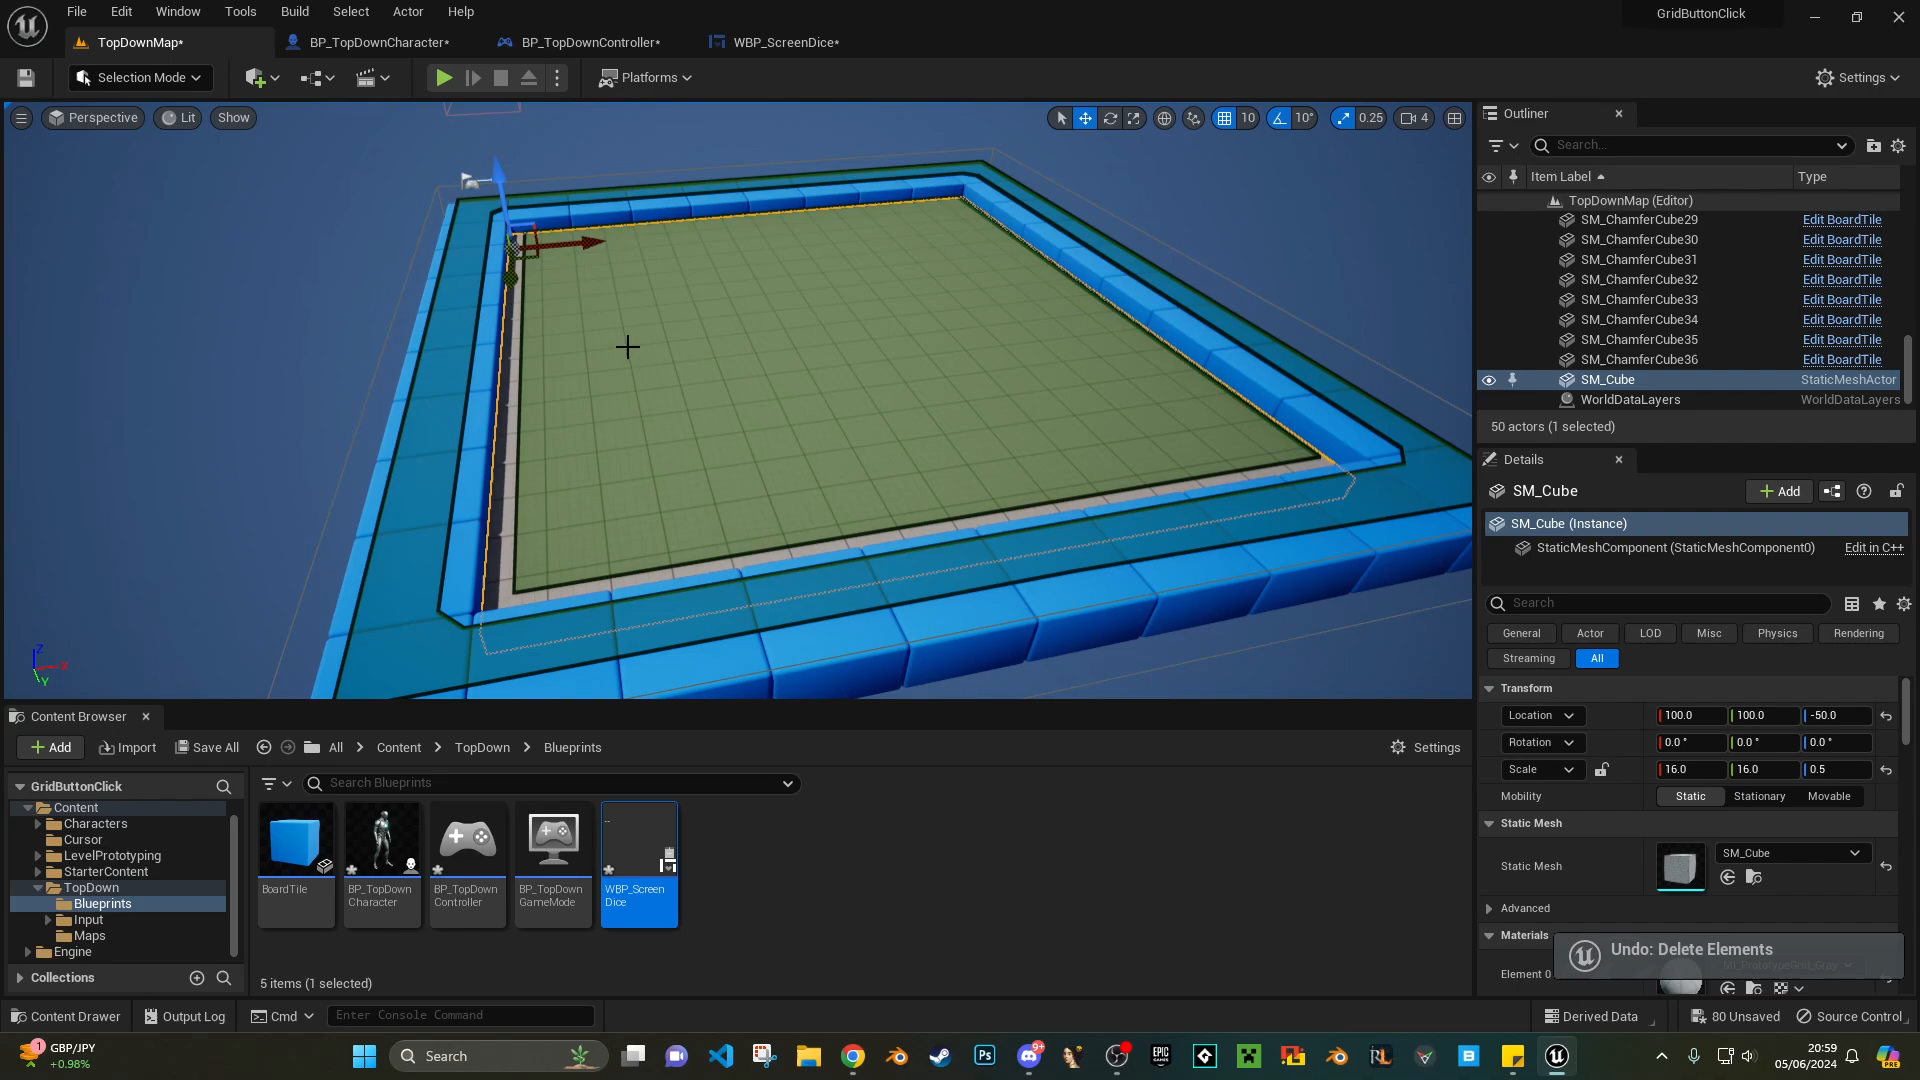 File Edit Window Tools Build Select Actor Help
GridButtonClick
TopDownMap*
BP_TopDownCharacter*
BP_TopDownController*
WBP_ScreenDice*
Selection Mode
Platforms
Settings
Perspective
Lit
Show
10
10°
0.25
4
Outliner
Search...
Item Label
Type
TopDownMap (Editor)
SM_ChamferCube29 Edit BoardTile
SM_ChamferCube30 Edit BoardTile
SM_ChamferCube31 Edit BoardTile
SM_ChamferCube32 Edit BoardTile
SM_ChamferCube33 Edit BoardTile
SM_ChamferCube34 Edit BoardTile
SM_ChamferCube35 Edit BoardTile
SM_ChamferCube36 Edit BoardTile
SM_Cube StaticMeshActor
WorldDataLayers WorldDataLayers
50 actors (1 selected)
Details
SM_Cube
Add
SM_Cube (Instance)
StaticMeshComponent (StaticMeshComponent0) Edit in C++
Search
General Actor LOD Misc Physics Rendering
Streaming All
Transform
Location 100.0 100.0 -50.0
Rotation 0.0 ° 0.0 ° 0.0 °
Scale 16.0 16.0 0.5
Mobility Static Stationary Movable
Static Mesh
Static Mesh SM_Cube
Advanced
Materials
Element 0
Undo: Delete Elements
Z
X
Y
Content Browser
Add Import Save All All Content TopDown Blueprints Settings
GridButtonClick
Search Blueprints
Content
Characters
Cursor
LevelPrototyping
StarterContent
TopDown
Blueprints
Input
Maps
Engine
Collections
BoardTile
BP_TopDown
Character
BP_TopDown
Controller
BP_TopDown
GameMode
WBP_Screen
Dice
5 items (1 selected)
Content Drawer Output Log Cmd Enter Console Command Derived Data 80 Unsaved Source Control
1
GBP/JPY
+0.98%
Search
Ps
9+
EPIC
GAMES
20:59
05/06/2024
PRE